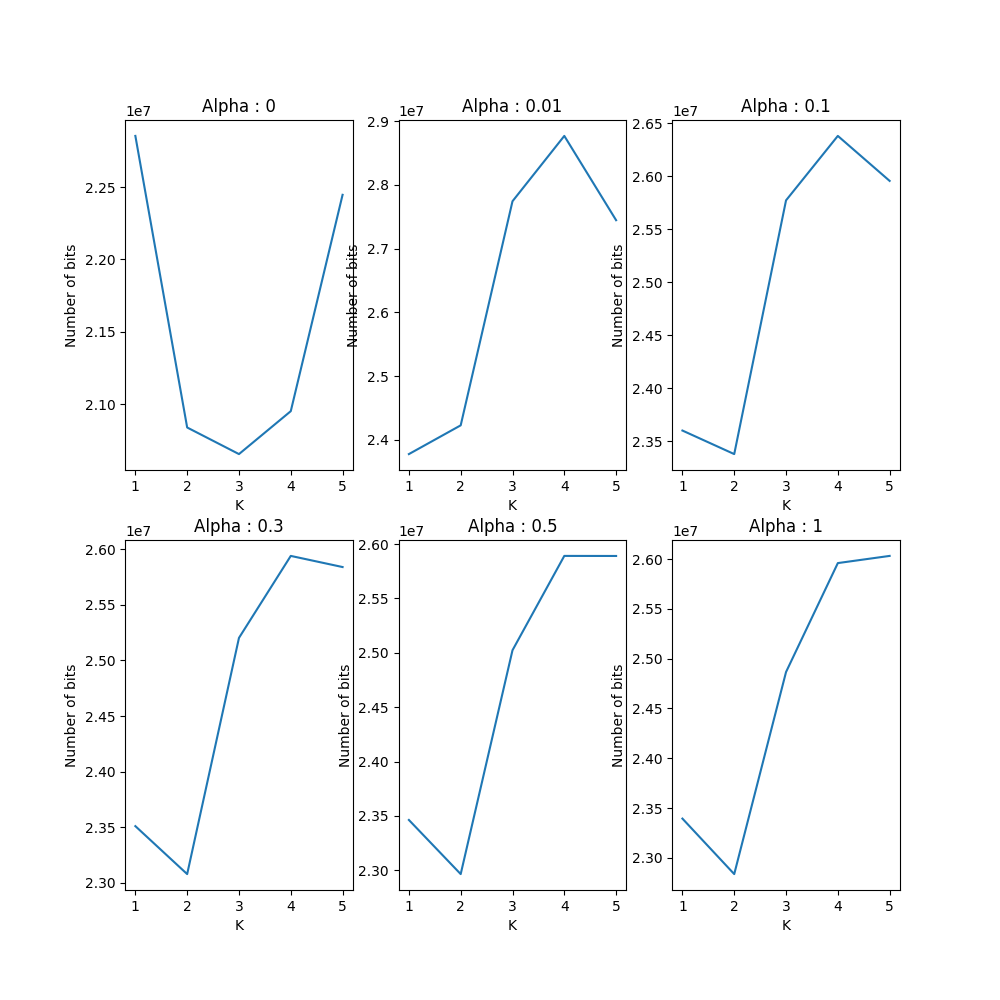 Alpha : 0
1e7
Number of bits
2.25
2.20
2.15
2.10
1 2 3 4 5
K
Alpha : 0.01
1e7
Number of bits
2.9
2.8
2.7
2.6
2.5
2.4
1 2 3 4 5
K
Alpha : 0.1
1e7
Number of bits
2.65
2.60
2.55
2.50
2.45
2.40
2.35
1 2 3 4 5
K
Alpha : 0.3
1e7
Number of bits
2.60
2.55
2.50
2.45
2.40
2.35
2.30
1 2 3 4 5
K
Alpha : 0.5
1e7
Number of bits
2.60
2.55
2.50
2.45
2.40
2.35
2.30
1 2 3 4 5
K
Alpha : 1
1e7
Number of bits
2.60
2.55
2.50
2.45
2.40
2.35
2.30
1 2 3 4 5
K